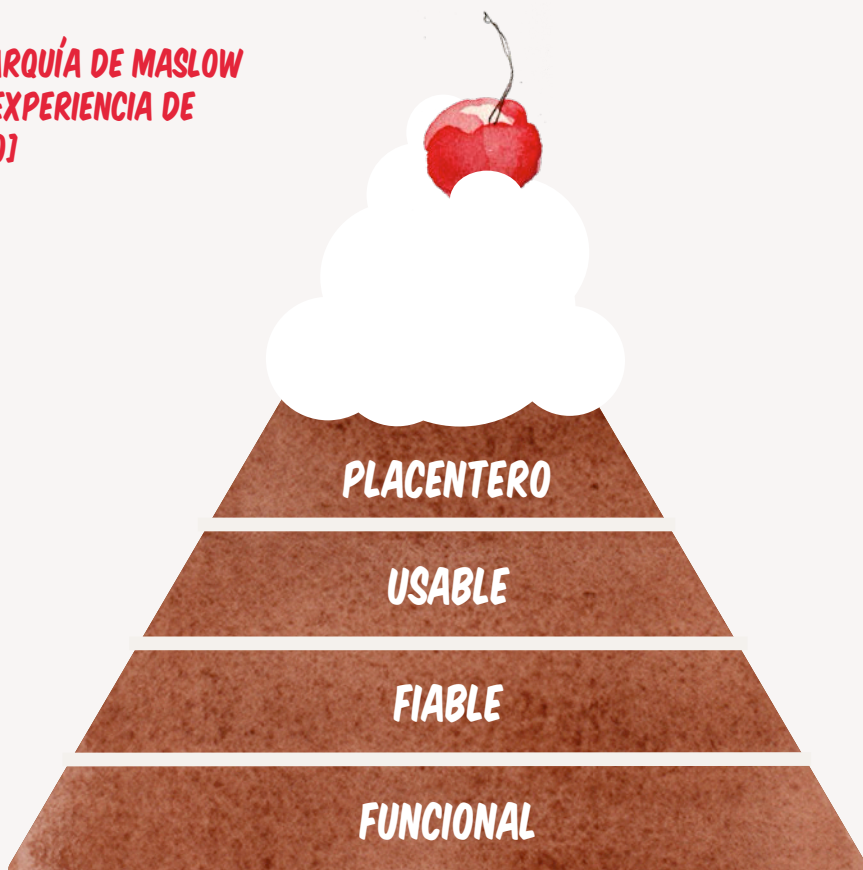 ARQUÍA DE MASLOW
EXPERIENCIA DE
O]
PLACENTERO
USABLE
FIABLE
FUNCIONAL